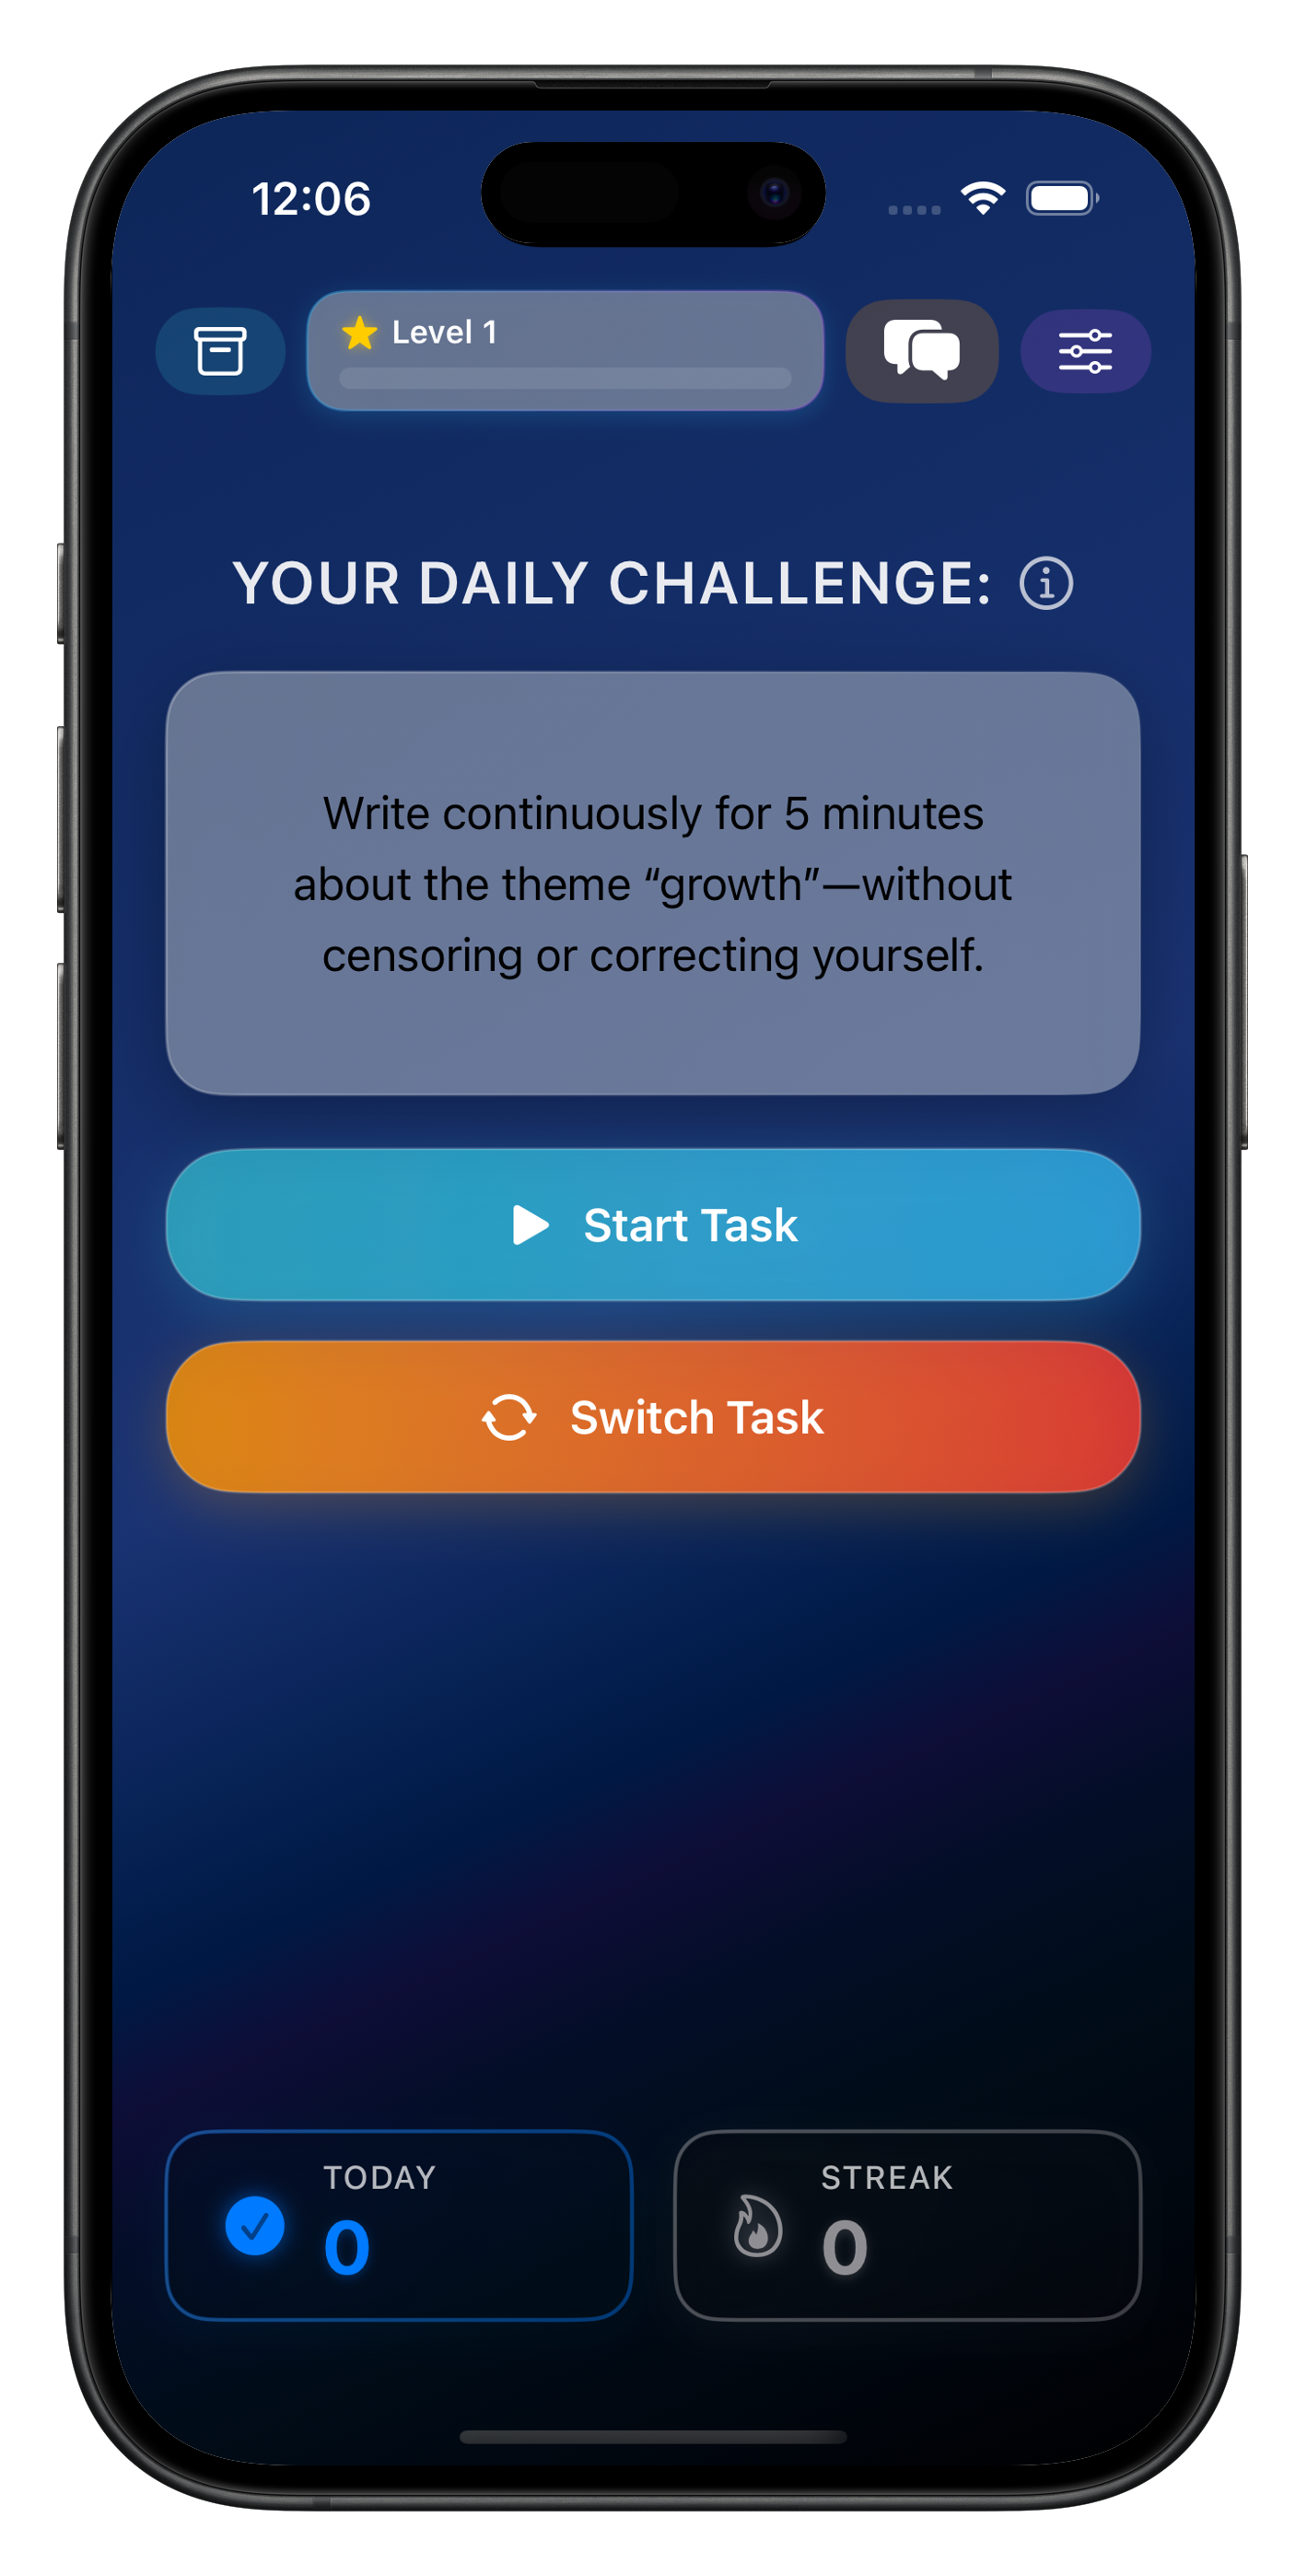 12:06
Level 1
YOUR DAILY CHALLENGE:
Write continuously for 5 minutes
about the theme “growth”—without
censoring or correcting yourself.
Start Task
Switch Task
TODAY
0
STREAK
0